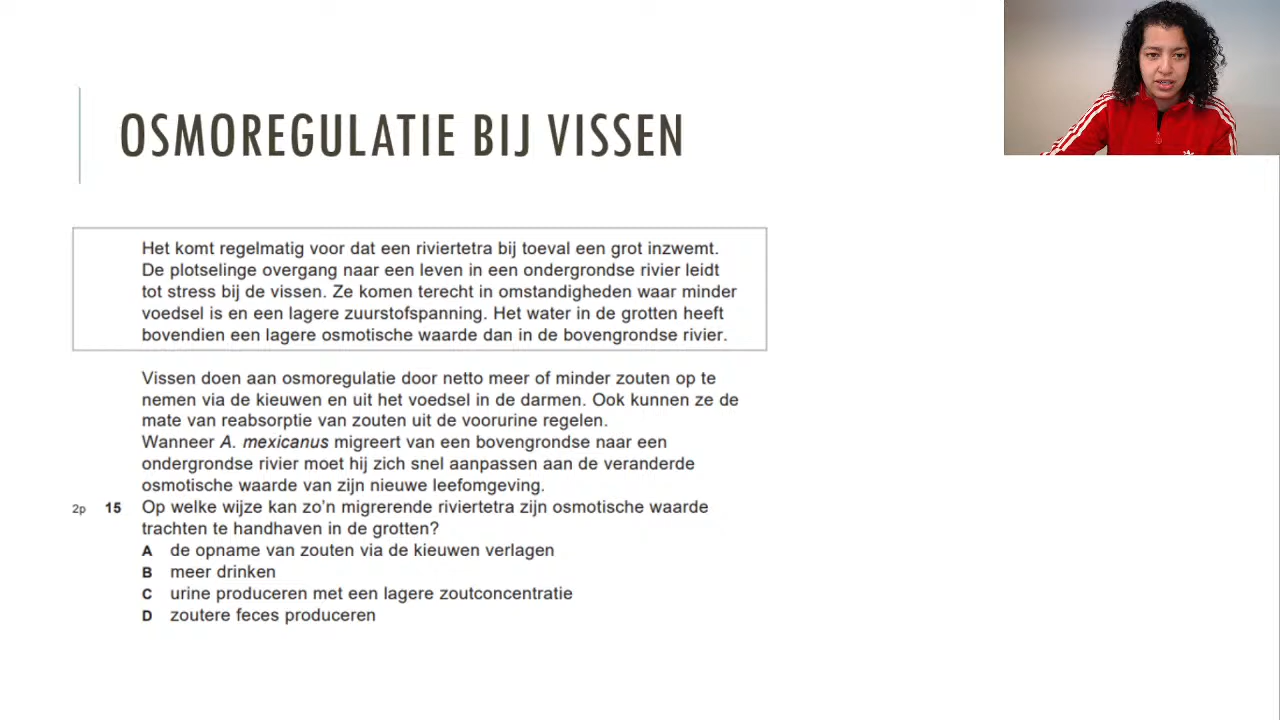 OSMOREGULATIE BIJ VISSEN
Het komt regelmatig voor dat een riviertetra bij toeval een grot inzwemt.
De plotselinge overgang naar een leven in een ondergrondse rivier leidt
tot stress bij de vissen. Ze komen terecht in omstandigheden waar minder
voedsel is en een lagere zuurstofspanning. Het water in de grotten heeft
bovendien een lagere osmotische waarde dan in de bovengrondse rivier.
Vissen doen aan osmoregulatie door netto meer of minder zouten op te
nemen via de kieuwen en uit het voedsel in de darmen. Ook kunnen ze de
mate van reabsorptie van zouten uit de voorurine regelen.
Wanneer A. mexicanus migreert van een bovengrondse naar een
ondergrondse rivier moet hij zich snel aanpassen aan de veranderde
osmotische waarde van zijn nieuwe leefomgeving.
2p 15 Op welke wijze kan zo'n migrerende riviertetra zijn osmotische waarde
trachten te handhaven in de grotten?
A de opname van zouten via de kieuwen verlagen
B meer drinken
C urine produceren met een lagere zoutconcentratie
D zoutere feces produceren